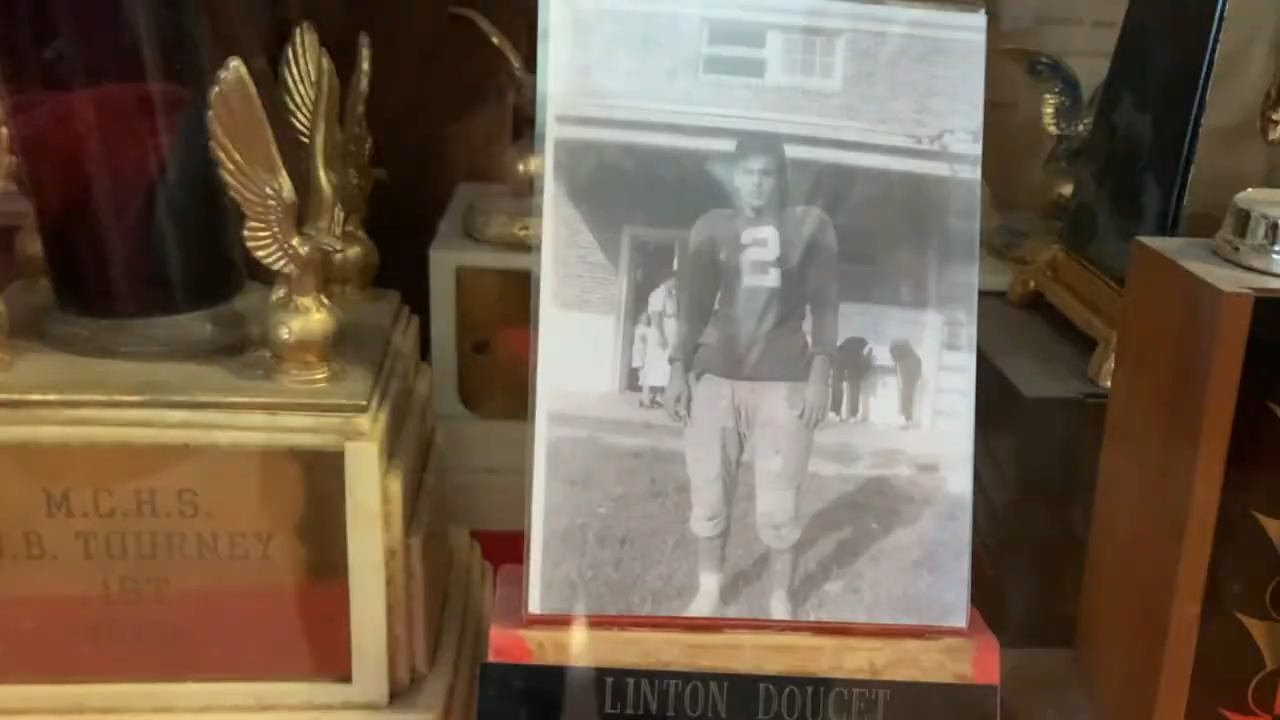 M.C.H.S.
.B. TOURNEY
1ST
2
LINTON DOUCET